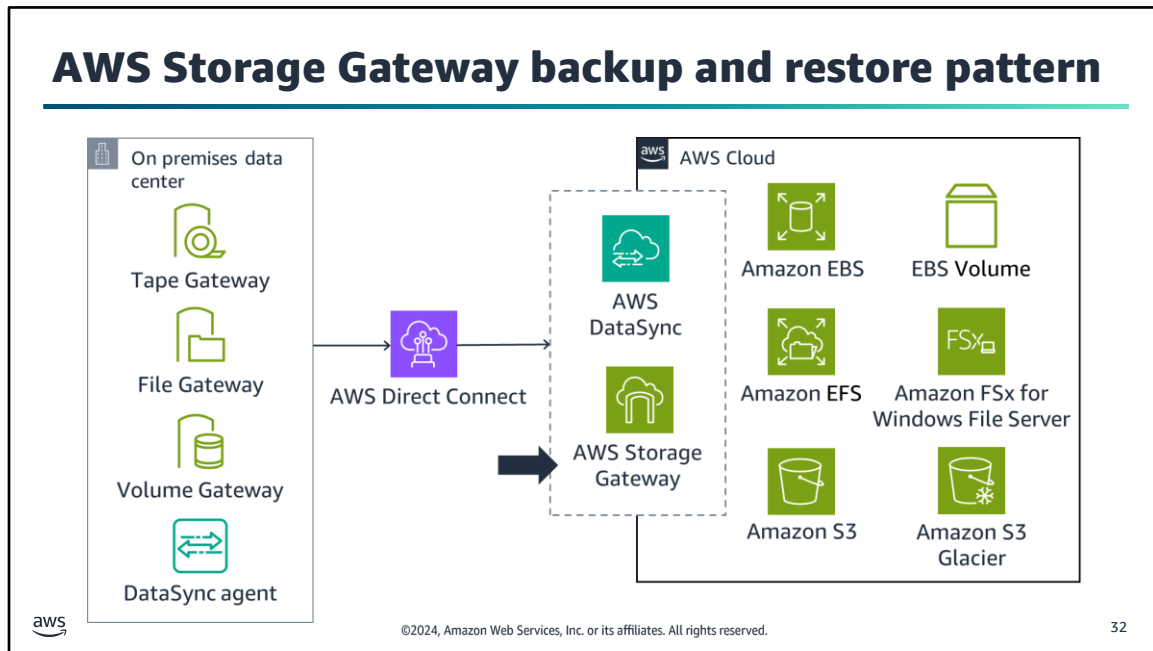 AWS Storage Gateway backup and restore pattern
On premises data
center
Tape Gateway
File Gateway
Volume Gateway
DataSync agent
AWS Direct Connect
AWS
DataSync
AWS Storage
Gateway
aws
AWS Cloud
Amazon EBS
EBS Volume
Amazon EFS
FSx
Amazon FSx for
Windows File Server
Amazon S3
Amazon S3
Glacier
aws
©2024, Amazon Web Services, Inc. or its affiliates. All rights reserved.
32